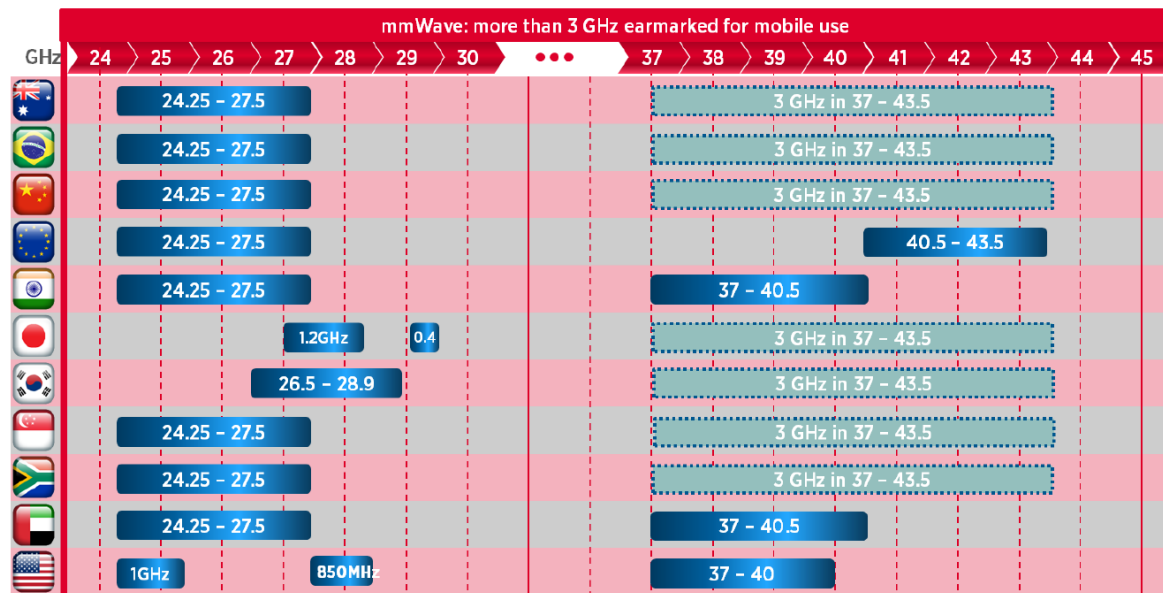 mmWave: more than 3 GHz earmarked for mobile use
GHz 24 25 26 27 28 29 30 ••• 37 38 39 40 41 42 43 44 45
24.25 – 27.5 3 GHz in 37 – 43.5
24.25 – 27.5 3 GHz in 37 – 43.5
24.25 – 27.5 3 GHz in 37 – 43.5
24.25 – 27.5 40.5 – 43.5
24.25 – 27.5 37 – 40.5
1.2GHz 0.4 3 GHz in 37 – 43.5
26.5 – 28.9 3 GHz in 37 – 43.5
24.25 – 27.5 3 GHz in 37 – 43.5
24.25 – 27.5 3 GHz in 37 – 43.5
24.25 – 27.5 37 – 40.5
1GHz 850MHz 37 – 40